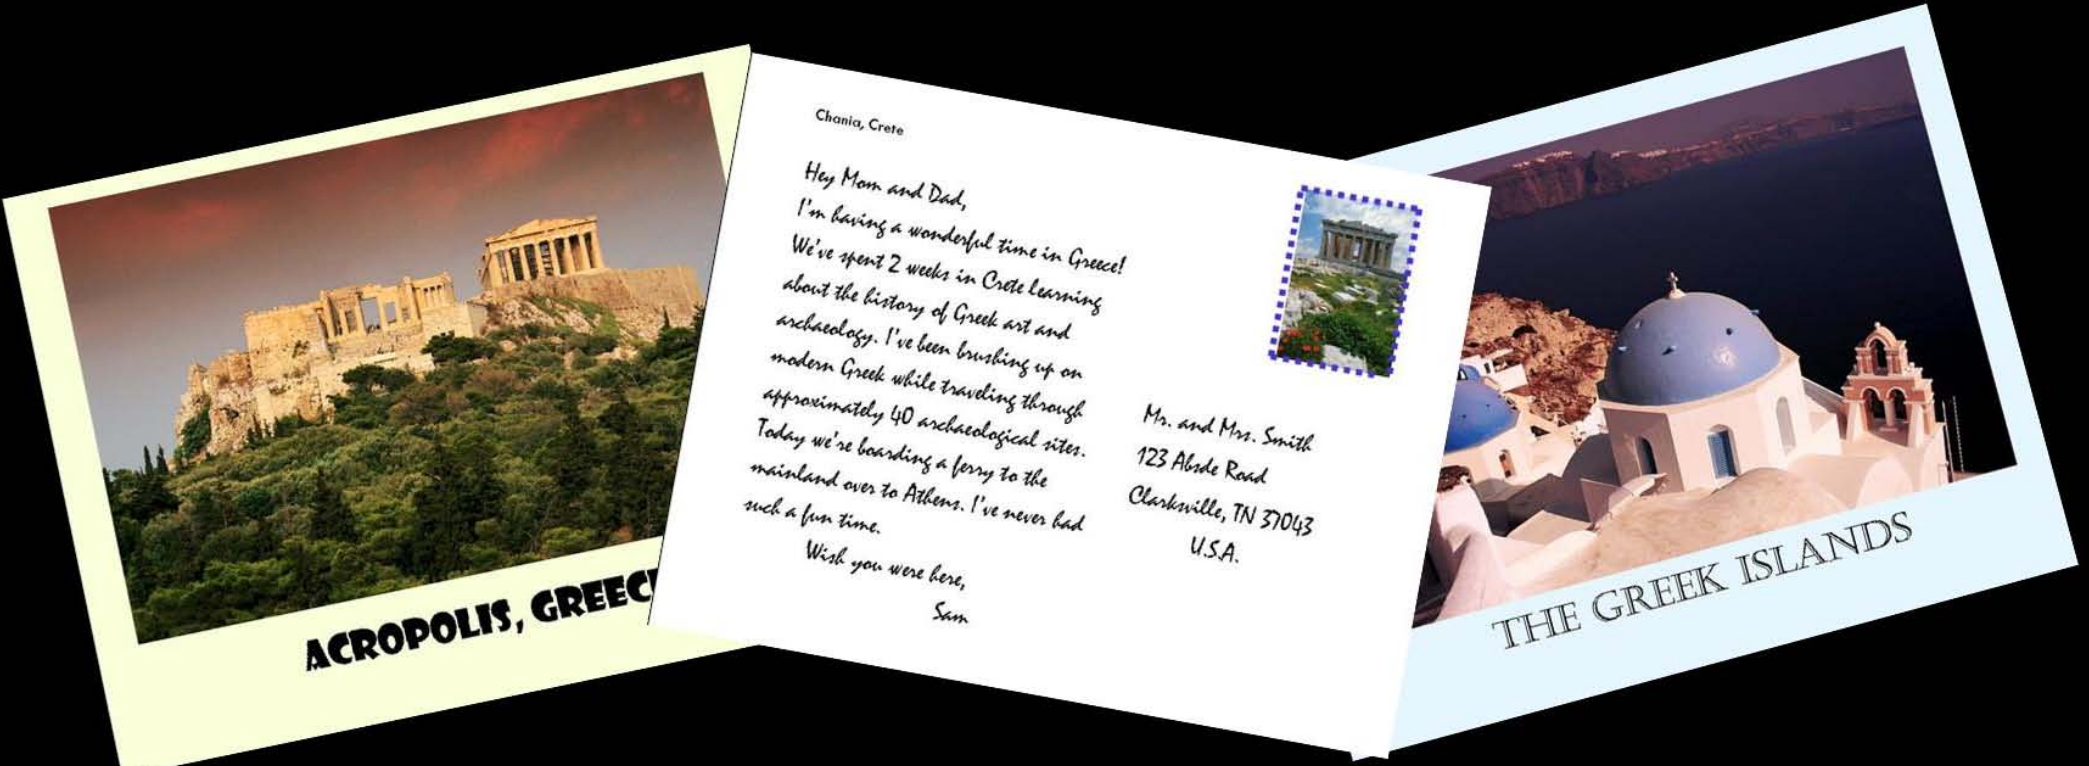 Chania, Crete
Hey Mom and Dad,
I'm having a wonderful time in Greece!
We've spent 2 weeks in Crete learning
about the history of Greek art and
archaeology. I've been brushing up on
modern Greek while traveling through
approximately 40 archaeological sites.
Today we're boarding a ferry to the
mainland over to Athens. I've never had
such a fun time.
Wish you were here,
Sam
Mr. and Mrs. Smith
123 Absde Road
Clarksville, TN 37043
U.S.A.
ACROPOLIS, GREEC
THE GREEK ISLANDS